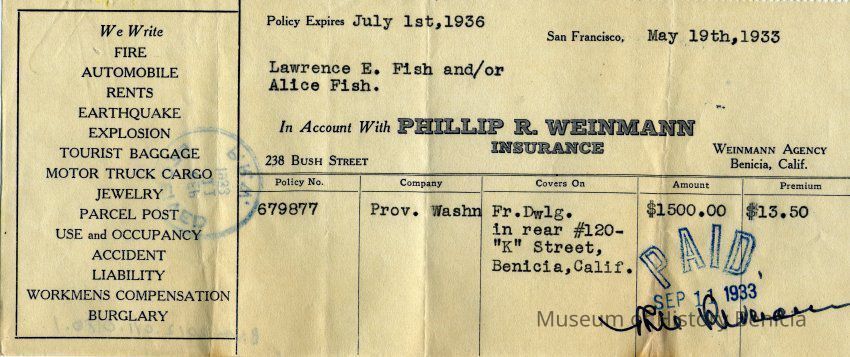 We Write
FIRE
AUTOMOBILE
RENTS
EARTHQUAKE
EXPLOSION
TOURIST BAGGAGE
MOTOR TRUCK CARGO
JEWELRY
PARCEL POST
USE and OCCUPANCY
ACCIDENT
LIABILITY
WORKMENS COMPENSATION
BURGLARY
Policy Expires July 1st,1936
San Francisco, May 19th,1933
Lawrence E. Fish and/or
Alice Fish.
In Account With PHILLIP R. WEINMANN
INSURANCE
238 BUSH STREET
WEINMANN AGENCY
Benicia, Calif.
Policy No. Company Covers On Amount Premium
679877 Prov. Washn Fr.Dwlg. $1500.00 $13.50
in rear #120-
"K" Street,
Benicia,Calif.
PAID
SEP 11 1933
Museum of History Benicia